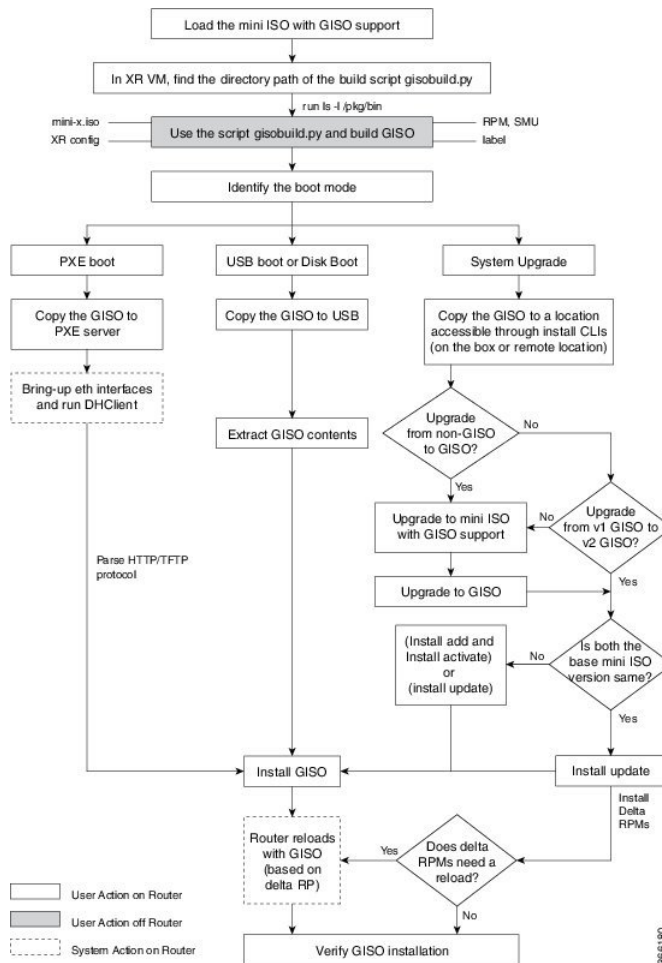 Load the mini ISO with GISO support
In XR VM, find the directory path of the build script gisobuild.py
run ls -l /pkg/bin
mini-x.iso
XR config
Use the script gisobuild.py and build GISO
RPM, SMU
label
Identify the boot mode
PXE boot
USB boot or Disk Boot
System Upgrade
Copy the GISO to
PXE server
Copy the GISO to USB
Copy the GISO to a location
accessible through install CLIs
(on the box or remote location)
Bring-up eth interfaces
and run DHClient
Extract GISO contents
Upgrade
from non-GISO
to GISO?
No
Yes
Upgrade to mini ISO
with GISO support
No
Upgrade
from v1 GISO to
v2 GISO?
Yes
Parse HTTP/TFTP
protocol
Upgrade to GISO
(Install add and
Install activate)
or
(install update)
No
Is both the
base mini ISO
version same?
Yes
Install GISO
Install update
Install
Delta
RPMs
Router reloads
with GISO
(based on
delta RP)
Yes
Does delta
RPMs need a
reload?
No
Verify GISO installation
User Action on Router
User Action off Router
System Action on Router
366180